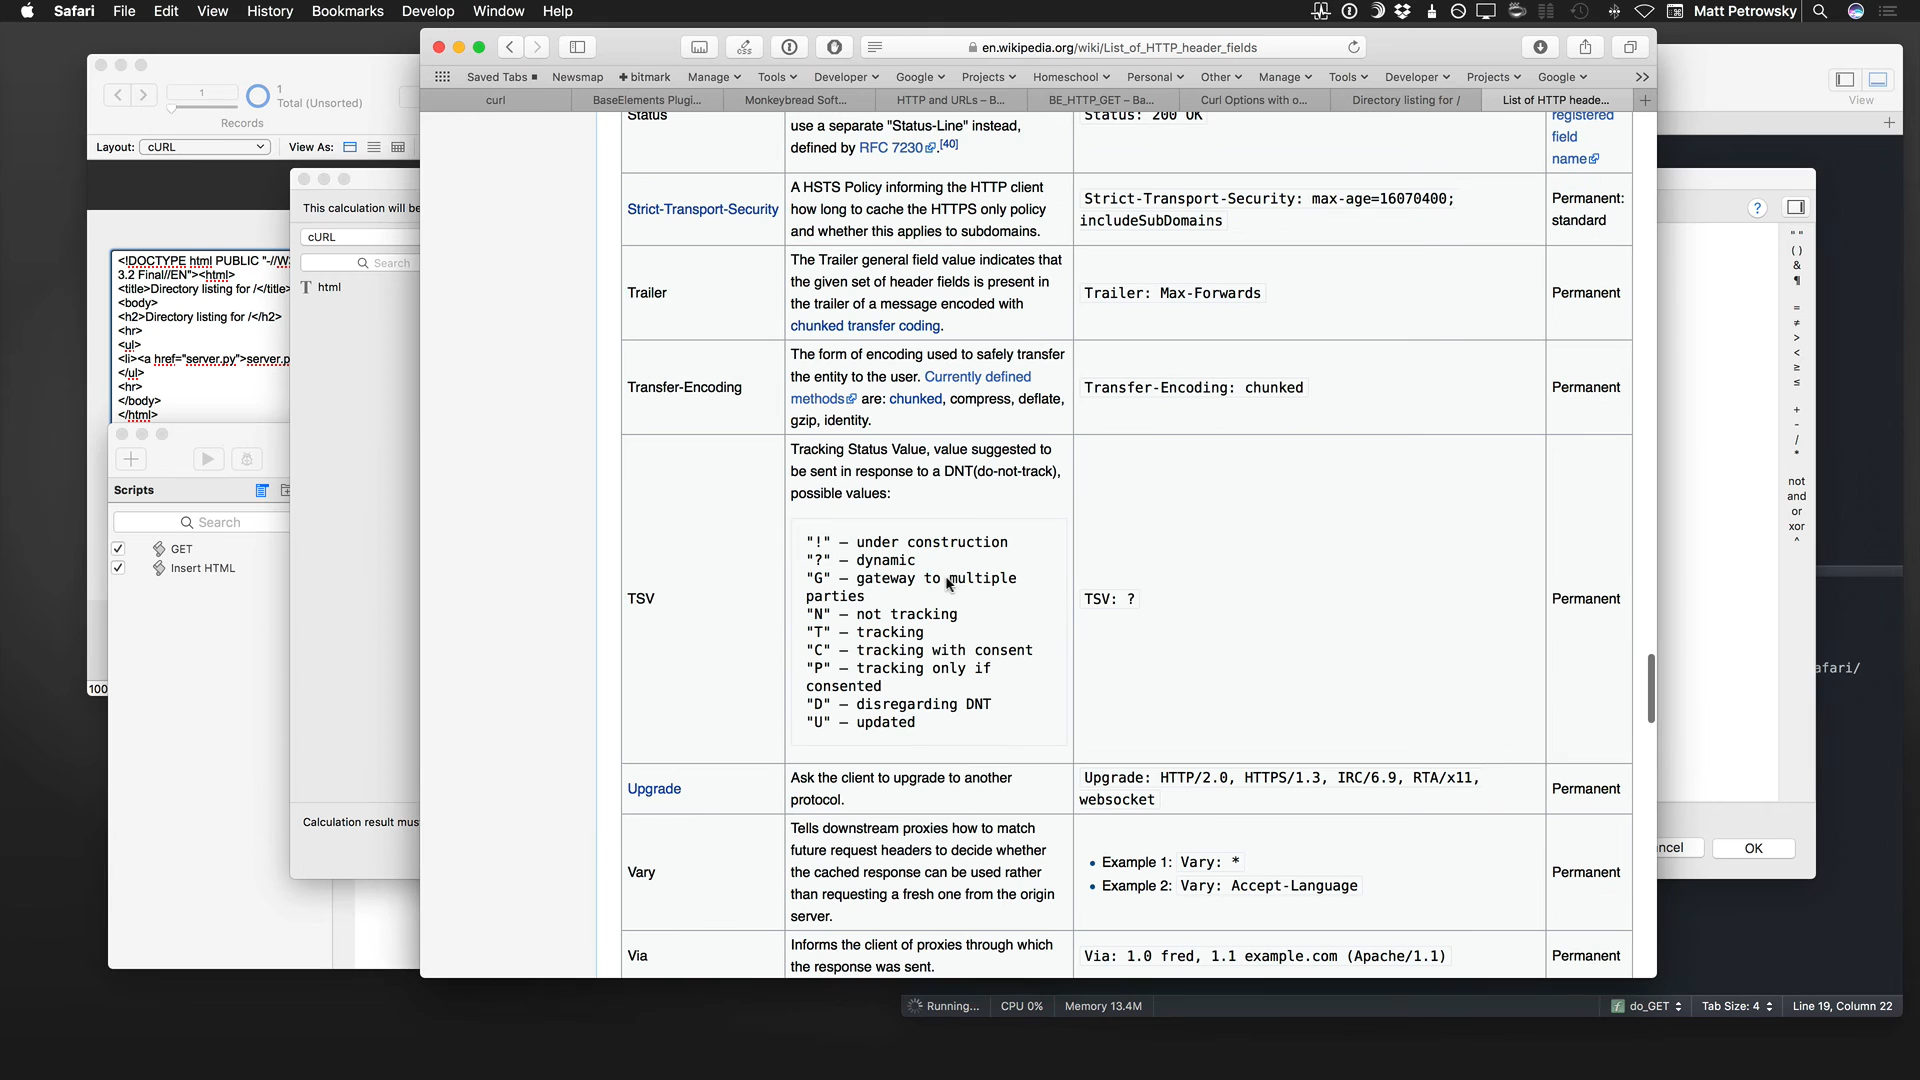 Safari File Edit View History Bookmarks Develop Window Help Matt Petrowsky
en.wikipedia.org/wiki/List_of_HTTP_header_fields
Saved Tabs Newsmap bitmark Manage Tools Developer Google Projects Homeschool Personal Other Manage Tools Developer Projects Google
curl BaseElements Plugi... Monkeybread Soft... HTTP and URLs – B... BE_HTTP_GET – Ba... Curl Options with o... Directory listing for / List of HTTP heade...
1
1
Total (Unsorted)
Records
View
Layout: cURL View As:
This calculation will be
cURL
Search
T html
<!DOCTYPE html PUBLIC "-//W
3.2 Final//EN"><html>
<title>Directory listing for /</title>
<body>
<h2>Directory listing for /</h2>
<hr>
<ul>
<li><a href="server.py">server.p
</ul>
<hr>
</body>
</html>
Scripts
Search
GET
Insert HTML
100
Calculation result mus
Status
use a separate "Status-Line" instead,
defined by RFC 7230.[40]
Status: 200 OK
registered
field
name
Strict-Transport-Security
A HSTS Policy informing the HTTP client
how long to cache the HTTPS only policy
and whether this applies to subdomains.
Strict-Transport-Security: max-age=16070400;
includeSubDomains
Permanent:
standard
Trailer
The Trailer general field value indicates that
the given set of header fields is present in
the trailer of a message encoded with
chunked transfer coding.
Trailer: Max-Forwards
Permanent
Transfer-Encoding
The form of encoding used to safely transfer
the entity to the user. Currently defined
methods are: chunked, compress, deflate,
gzip, identity.
Transfer-Encoding: chunked
Permanent
TSV
Tracking Status Value, value suggested to
be sent in response to a DNT(do-not-track),
possible values:
"!" — under construction
"?" — dynamic
"G" — gateway to multiple
parties
"N" — not tracking
"T" — tracking
"C" — tracking with consent
"P" — tracking only if
consented
"D" — disregarding DNT
"U" — updated
TSV: ?
Permanent
Upgrade
Ask the client to upgrade to another
protocol.
Upgrade: HTTP/2.0, HTTPS/1.3, IRC/6.9, RTA/x11,
websocket
Permanent
Vary
Tells downstream proxies how to match
future request headers to decide whether
the cached response can be used rather
than requesting a fresh one from the origin
server.
Example 1: Vary: *
Example 2: Vary: Accept-Language
Permanent
Via
Informs the client of proxies through which
the response was sent.
Via: 1.0 fred, 1.1 example.com (Apache/1.1)
Permanent
?
" "
( )
&
¶
=
≠
>
<
≥
≤
+
-
/
*
not
and
or
xor
^
afari/
ncel OK
Running... CPU 0% Memory 13.4M do_GET Tab Size: 4 Line 19, Column 22